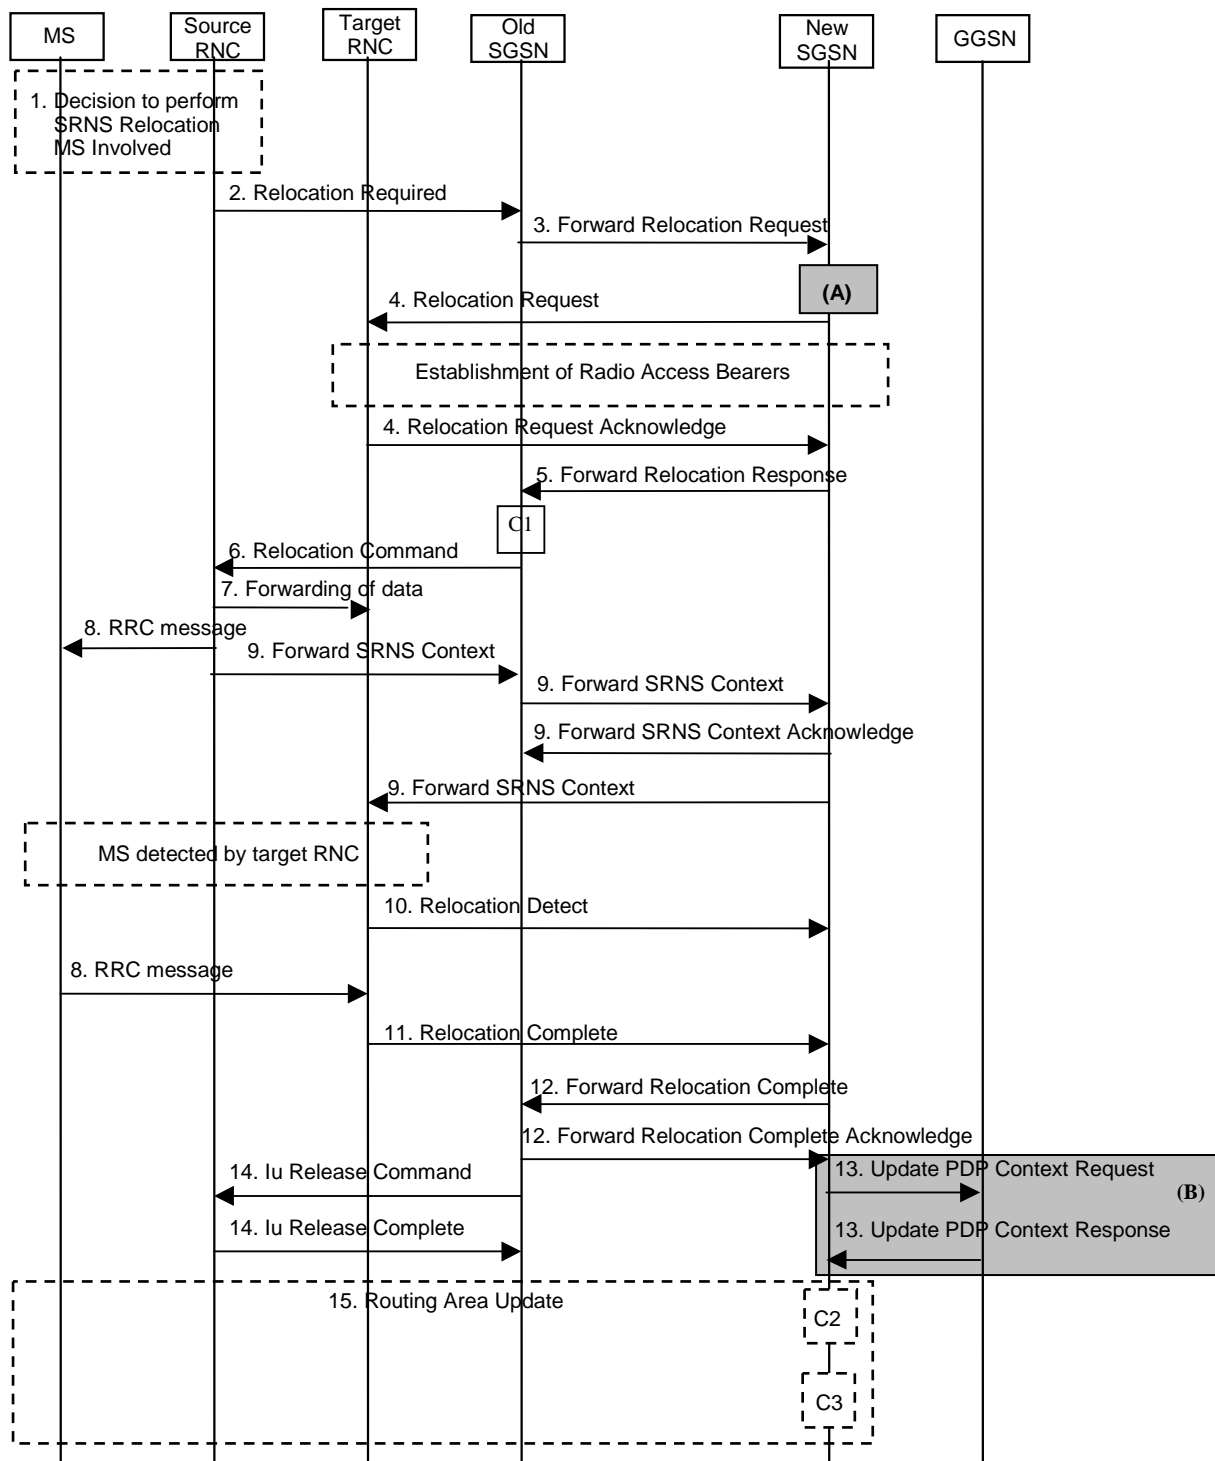 MS
Source
RNC
Target
RNC
Old
SGSN
New
SGSN
GGSN
1. Decision to perform
SRNS Relocation
MS Involved
2. Relocation Required
3. Forward Relocation Request
(A)
4. Relocation Request
Establishment of Radio Access Bearers
4. Relocation Request Acknowledge
5. Forward Relocation Response
C1
6. Relocation Command
7. Forwarding of data
8. RRC message
9. Forward SRNS Context
9. Forward SRNS Context
9. Forward SRNS Context Acknowledge
9. Forward SRNS Context
MS detected by target RNC
10. Relocation Detect
8. RRC message
11. Relocation Complete
12. Forward Relocation Complete
12. Forward Relocation Complete Acknowledge
14. Iu Release Command
13. Update PDP Context Request
(B)
14. Iu Release Complete
13. Update PDP Context Response
15. Routing Area Update
C2
C3